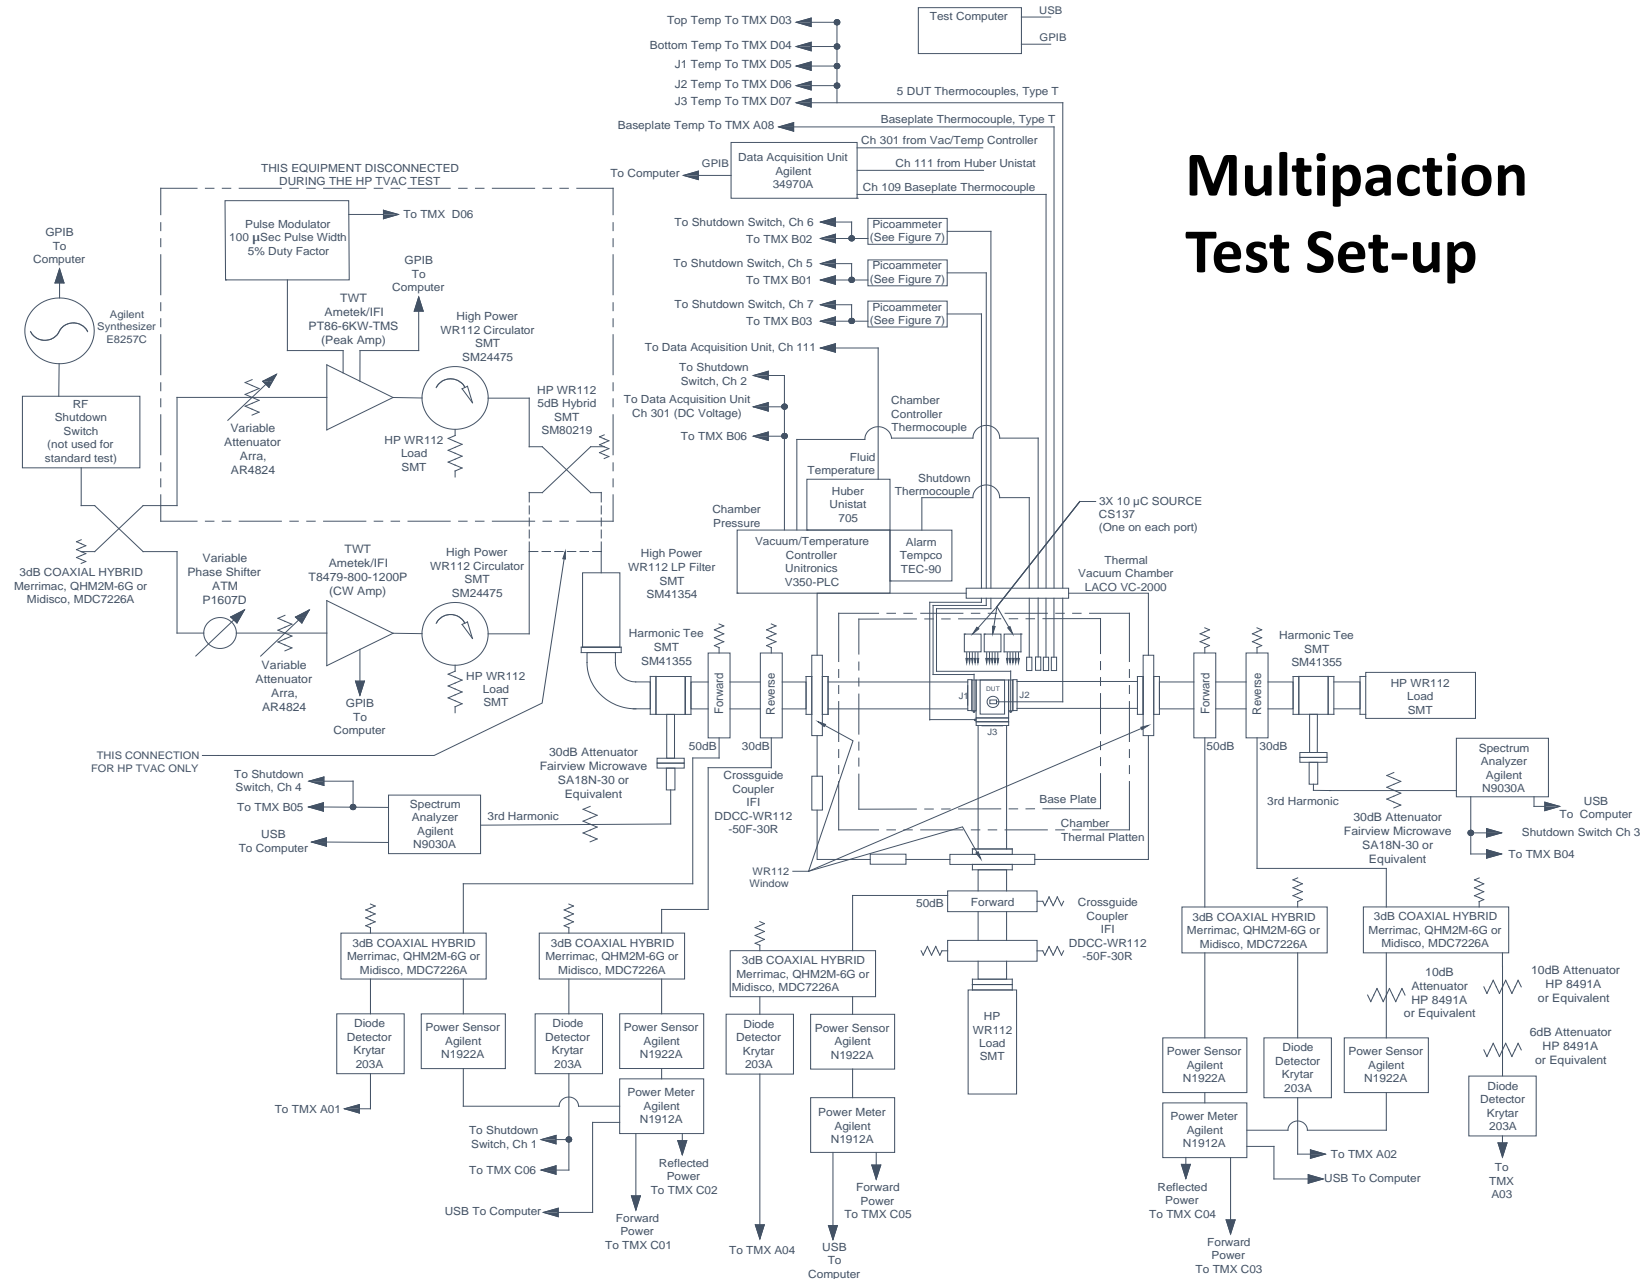 Multipaction
Test Set-up
Top Temp To TMX D03
Bottom Temp To TMX D04
J1 Temp To TMX D05
J2 Temp To TMX D06
J3 Temp To TMX D07
Baseplate Temp To TMX A08
Test Computer
USB
GPIB
5 DUT Thermocouples, Type T
Baseplate Thermocouple, Type T
Ch 301 from Vac/Temp Controller
Ch 111 from Huber Unistat
Ch 109 Baseplate Thermocouple
Data Acquisition Unit
Agilent
34970A
GPIB
To Computer
THIS EQUIPMENT DISCONNECTED
DURING THE HP TVAC TEST
Pulse Modulator
100 µSec Pulse Width
5% Duty Factor
To TMX D06
GPIB
To
Computer
Agilent
Synthesizer
E8257C
RF
Shutdown
Switch
(not used for
standard test)
TWT
Ametek/IFI
PT86-6KW-TMS
(Peak Amp)
GPIB
To
Computer
High Power
WR112 Circulator
SMT
SM24475
HP WR112
5dB Hybrid
SMT
SM80219
Variable
Attenuator
Arra,
AR4824
HP WR112
Load
SMT
To Shutdown Switch, Ch 6
To TMX B02
Picoammeter
(See Figure 7)
To Shutdown Switch, Ch 5
To TMX B01
Picoammeter
(See Figure 7)
To Shutdown Switch, Ch 7
To TMX B03
Picoammeter
(See Figure 7)
To Data Acquisition Unit, Ch 111
To Shutdown
Switch, Ch 2
To Data Acquisition Unit
Ch 301 (DC Voltage)
To TMX B06
Chamber
Controller
Thermocouple
Fluid
Temperature
Shutdown
Thermocouple
Huber
Unistat
705
Chamber
Pressure
Vacuum/Temperature
Controller
Unitronics
V350-PLC
Alarm
Tempco
TEC-90
3X 10 µC SOURCE
CS137
(One on each port)
Thermal
Vacuum Chamber
LACO VC-2000
3dB COAXIAL HYBRID
Merrimac, QHM2M-6G or
Midisco, MDC7226A
Variable
Phase Shifter
ATM
P1607D
TWT
Ametek/IFI
T8479-800-1200P
(CW Amp)
High Power
WR112 Circulator
SMT
SM24475
High Power
WR112 LP Filter
SMT
SM41354
Variable
Attenuator
Arra,
AR4824
GPIB
To
Computer
HP WR112
Load
SMT
Harmonic Tee
SMT
SM41355
Forward
Reverse
50dB
30dB
J1
DUT
J2
J3
Base Plate
Chamber
Thermal Platten
Forward
Reverse
50dB
30dB
Harmonic Tee
SMT
SM41355
HP WR112
Load
SMT
THIS CONNECTION
FOR HP TVAC ONLY
30dB Attenuator
Fairview Microwave
SA18N-30 or
Equivalent
Crossguide
Coupler
IFI
DDCC-WR112
-50F-30R
To Shutdown
Switch, Ch 4
To TMX B05
USB
To Computer
Spectrum
Analyzer
Agilent
N9030A
3rd Harmonic
WR112
Window
3rd Harmonic
30dB Attenuator
Fairview Microwave
SA18N-30 or
Equivalent
Spectrum
Analyzer
Agilent
N9030A
USB
To Computer
Shutdown Switch Ch 3
To TMX B04
50dB
Forward
Crossguide
Coupler
IFI
DDCC-WR112
-50F-30R
HP
WR112
Load
SMT
3dB COAXIAL HYBRID
Merrimac, QHM2M-6G or
Midisco, MDC7226A
3dB COAXIAL HYBRID
Merrimac, QHM2M-6G or
Midisco, MDC7226A
3dB COAXIAL HYBRID
Merrimac, QHM2M-6G or
Midisco, MDC7226A
3dB COAXIAL HYBRID
Merrimac, QHM2M-6G or
Midisco, MDC7226A
3dB COAXIAL HYBRID
Merrimac, QHM2M-6G or
Midisco, MDC7226A
10dB
Attenuator
HP 8491A
or Equivalent
10dB Attenuator
HP 8491A
or Equivalent
6dB Attenuator
HP 8491A
or Equivalent
Diode
Detector
Krytar
203A
Power Sensor
Agilent
N1922A
Diode
Detector
Krytar
203A
Power Sensor
Agilent
N1922A
Power Meter
Agilent
N1912A
Diode
Detector
Krytar
203A
Power Sensor
Agilent
N1922A
Power Meter
Agilent
N1912A
Power Sensor
Agilent
N1922A
Diode
Detector
Krytar
203A
Power Sensor
Agilent
N1922A
Diode
Detector
Krytar
203A
Power Meter
Agilent
N1912A
To TMX A01
To Shutdown
Switch, Ch 1
To TMX C06
USB To Computer
Reflected
Power
To TMX C02
Forward
Power
To TMX C01
To TMX A04
USB
To
Computer
Forward
Power
To TMX C05
To TMX A02
USB To Computer
Reflected
Power
To TMX C04
Forward
Power
To TMX C03
To
TMX
A03